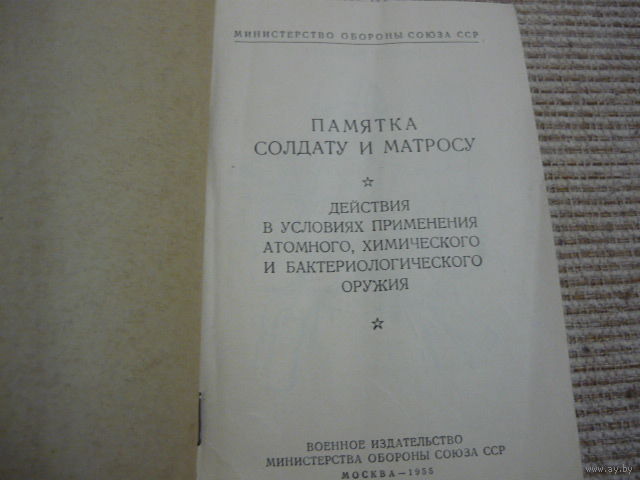 МИНИСТЕРСТВО ОБОРОНЫ СОЮЗА ССР
ПАМЯТКА
СОЛДАТУ И МАТРОСУ
ДЕЙСТВИЯ
В УСЛОВИЯХ ПРИМЕНЕНИЯ
АТОМНОГО, ХИМИЧЕСКОГО
И БАКТЕРИОЛОГИЧЕСКОГО
ОРУЖИЯ
ВОЕННОЕ ИЗДАТЕЛЬСТВО
МИНИСТЕРСТВА ОБОРОНЫ СОЮЗА ССР
МОСКВА—1955
www.ay.by